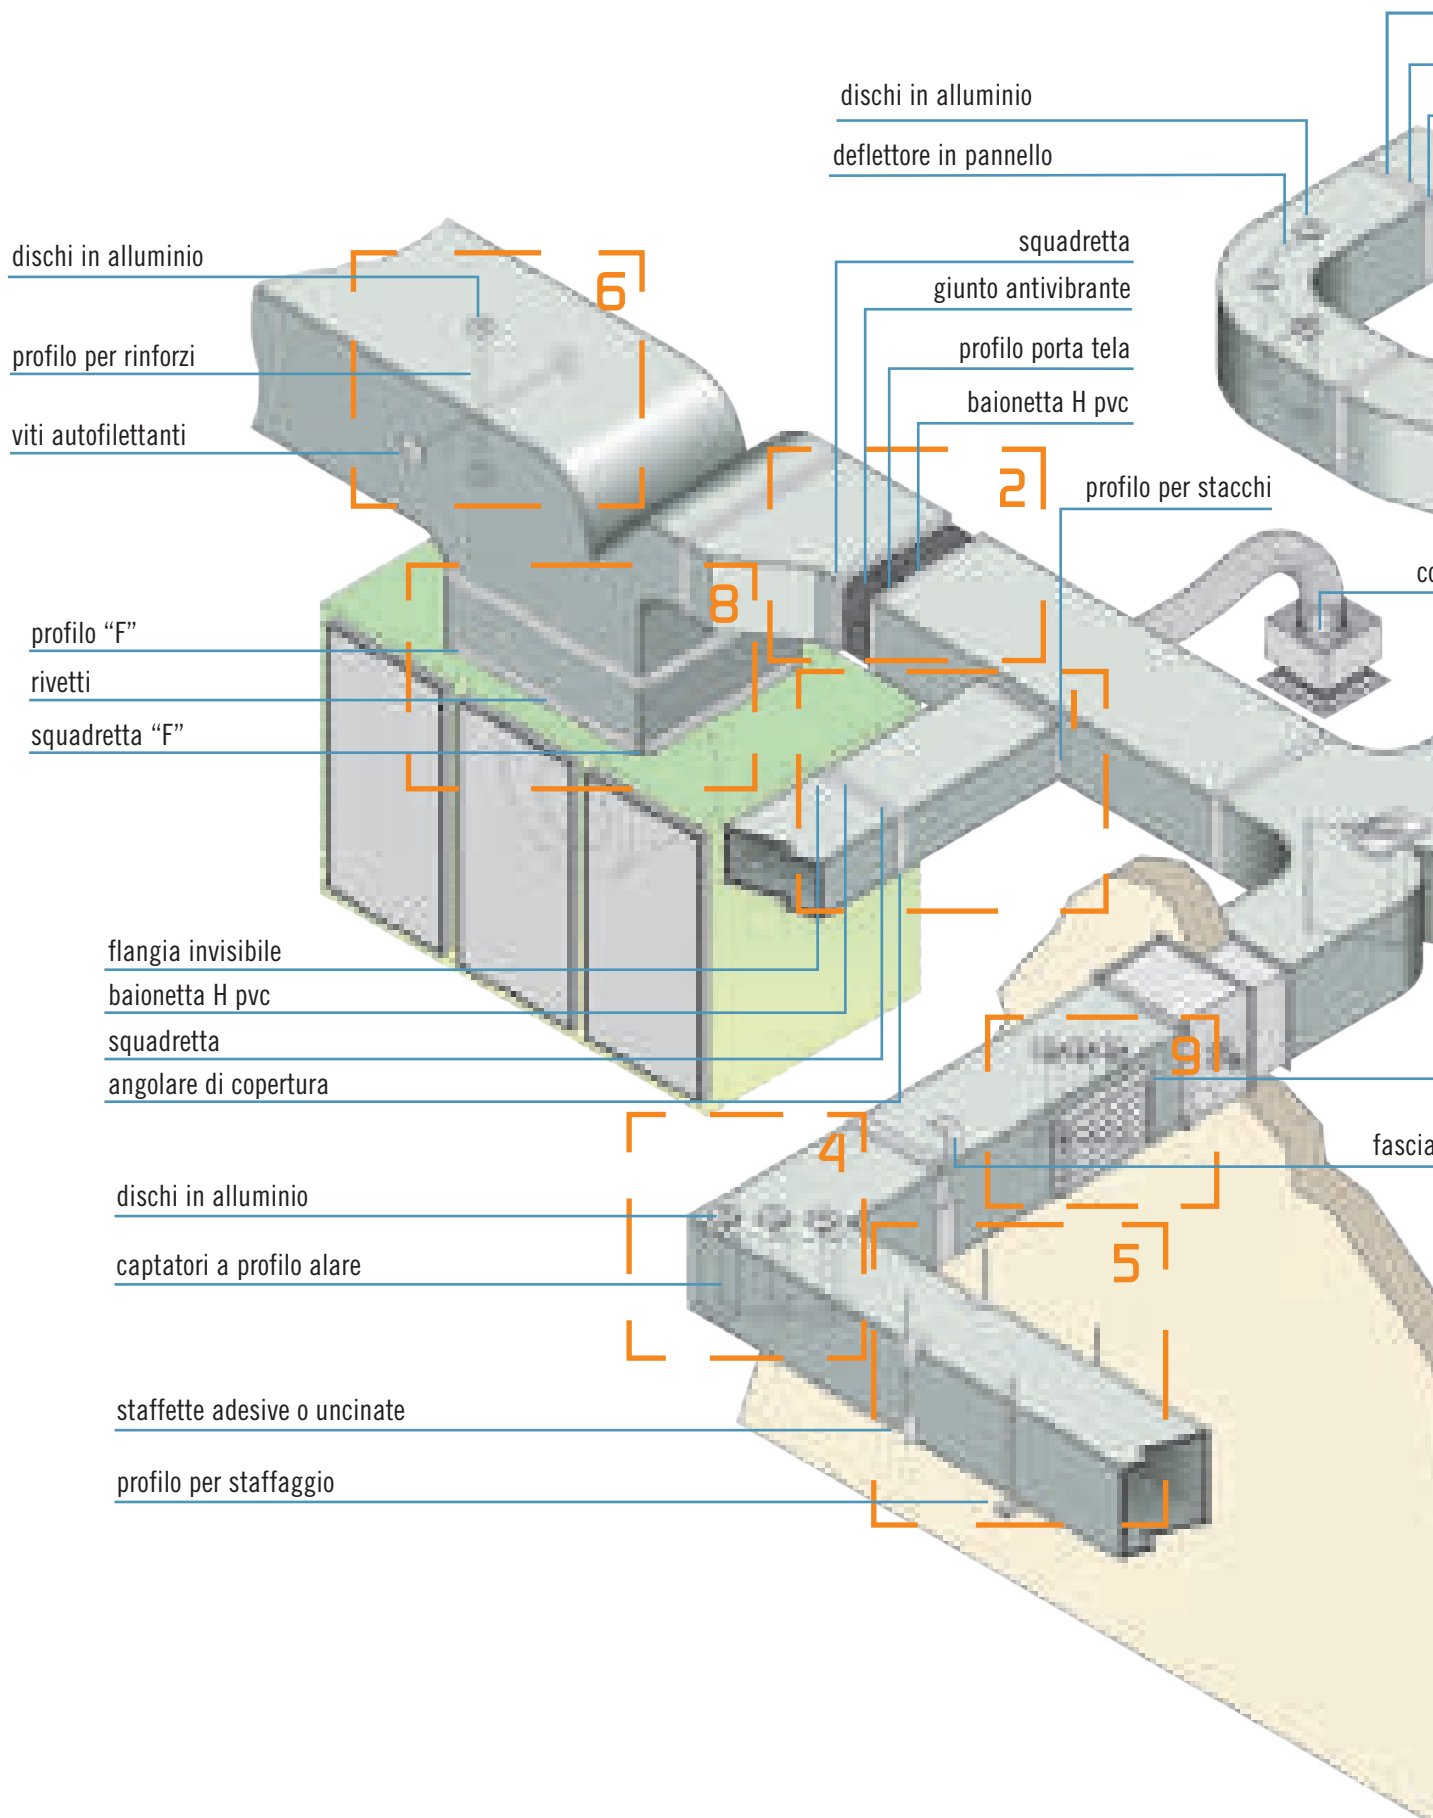 dischi in alluminio
deflettore in pannello
squadretta
giunto antivibrante
profilo porta tela
baionetta H pvc
profilo per stacchi
dischi in alluminio
profilo per rinforzi
viti autofilettanti
6
2
8
1
profilo “F”
rivetti
squadretta “F”
co
flangia invisibile
baionetta H pvc
squadretta
angolare di copertura
9
4
fascia
dischi in alluminio
captatori a profilo alare
5
staffette adesive o uncinate
profilo per staffaggio